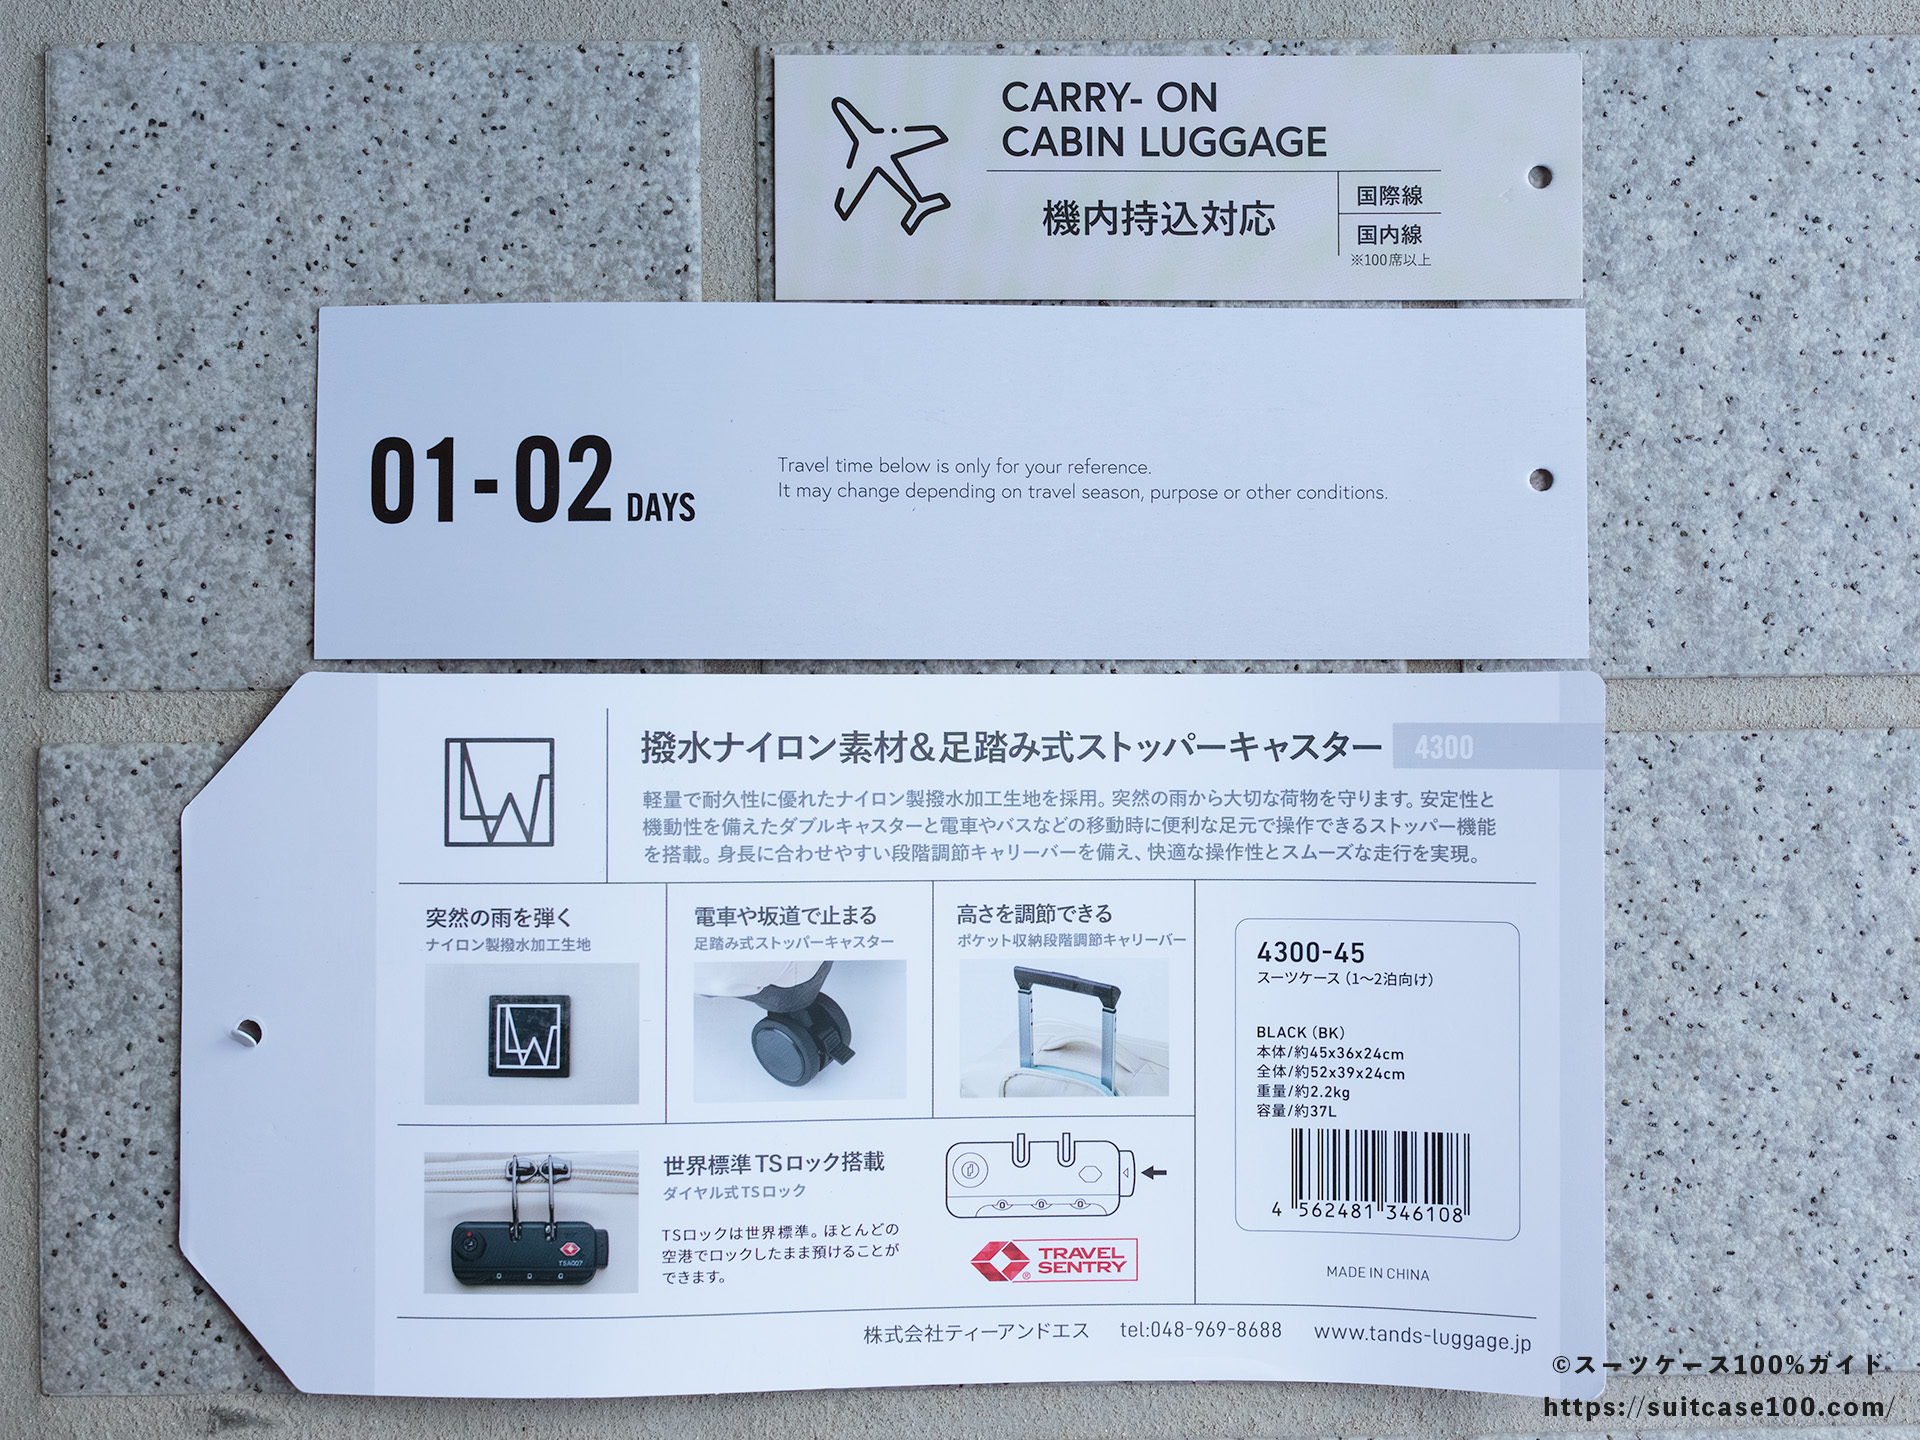 CARRY- ON
CABIN LUGGAGE
機内持込対応
国際線
国内線
※100席以上
01-02 DAYS
Travel time below is only for your reference.
It may change depending on travel season, purpose or other conditions.
撥水ナイロン素材&足踏み式ストッパーキャスター
4300
軽量で耐久性に優れたナイロン製撥水加工生地を採用。突然の雨から大切な荷物を守ります。安定性と
機動性を備えたダブルキャスターと電車やバスなどの移動時に便利な足元で操作できるストッパー機能
を搭載。身長に合わせやすい段階調節キャリーバーを備え、快適な操作性とスムーズな走行を実現。
突然の雨を弾く
ナイロン製撥水加工生地
電車や坂道で止まる
足踏み式ストッパーキャスター
高さを調節できる
ポケット収納段階調節キャリーバー
4300-45
スーツケース（1〜2泊向け）
BLACK（BK）
本体/約45x36x24cm
全体/約52x39x24cm
重量/約2.2kg
容量/約37L
4 562481 346108
MADE IN CHINA
TSA007
世界標準TSロック搭載
ダイヤル式TSロック
TSロックは世界標準。ほとんどの
空港でロックしたまま預けることが
できます。
TRAVEL
SENTRY
®
株式会社ティーアンドエス
tel:048-969-8688
www.tands-luggage.jp
©スーツケース100%ガイド
https://suitcase100.com/